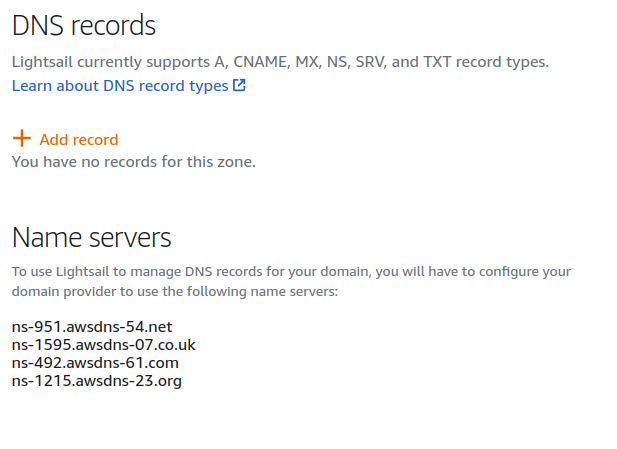 DNS records
Lightsail currently supports A, CNAME, MX, NS, SRV, and TXT record types.
Learn about DNS record types
+ Add record
You have no records for this zone.
Name servers
To use Lightsail to manage DNS records for your domain, you will have to configure your
domain provider to use the following name servers:
ns-951.awsdns-54.net
ns-1595.awsdns-07.co.uk
ns-492.awsdns-61.com
ns-1215.awsdns-23.org